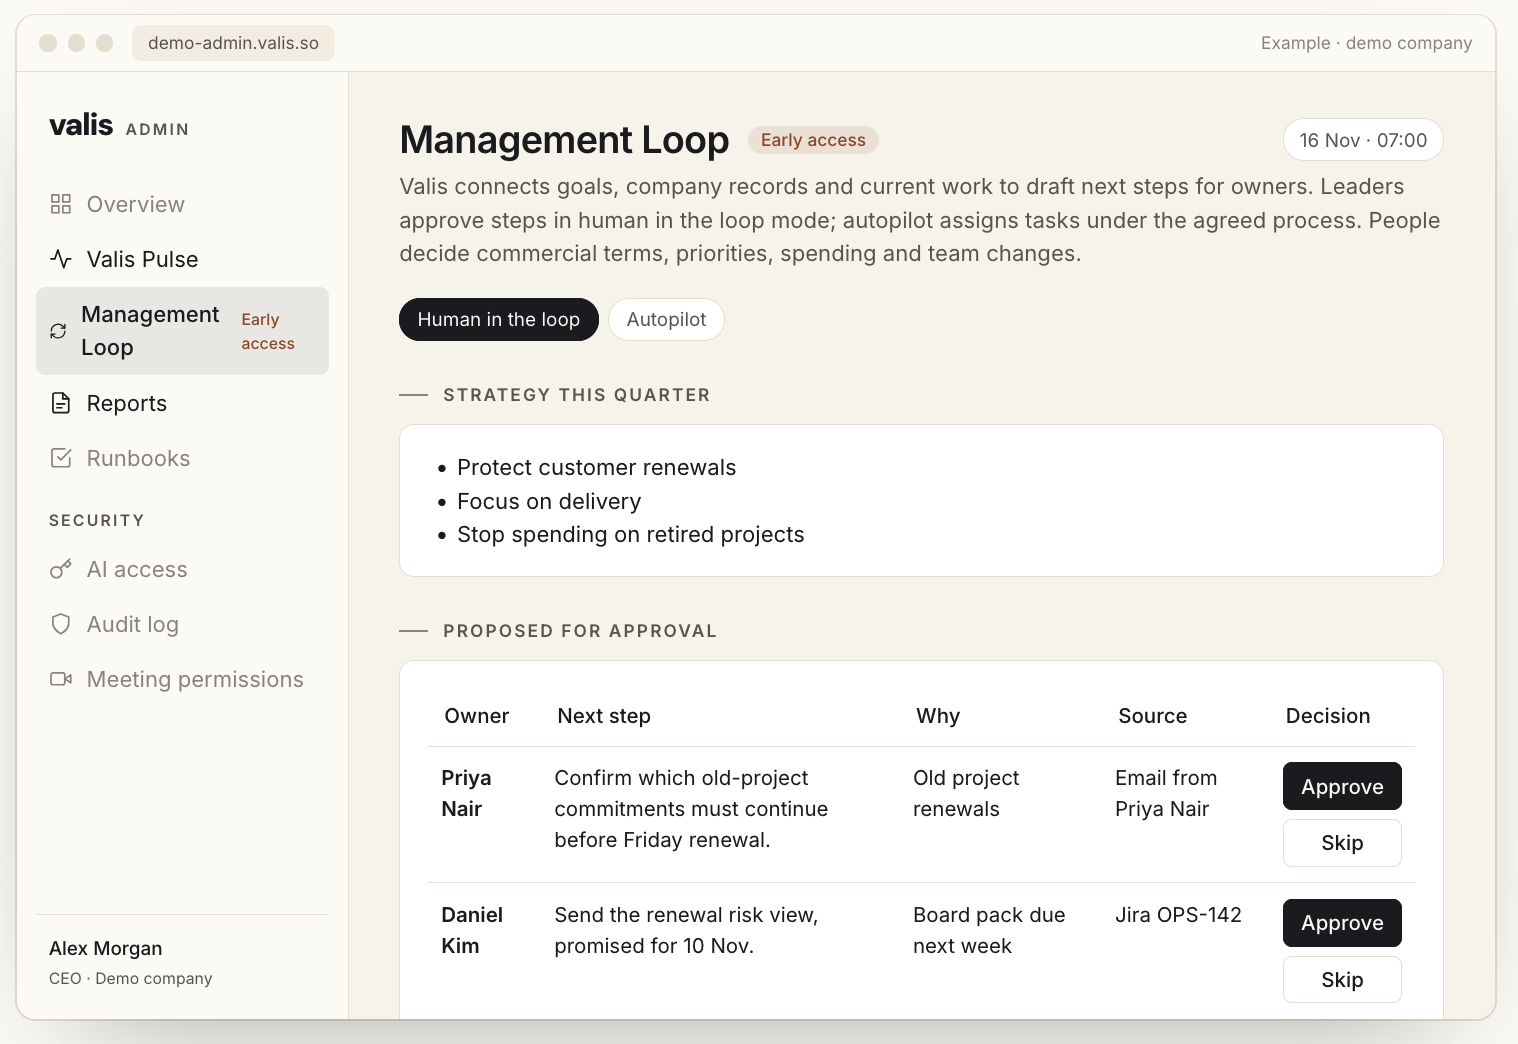 demo-admin.valis.so
Example · demo company
valis ADMIN
Overview
Valis Pulse
Management
Loop
Early
access
Reports
Runbooks
SECURITY
AI access
Audit log
Meeting permissions
Alex Morgan
CEO · Demo company
Management Loop
Early access
16 Nov · 07:00
Valis connects goals, company records and current work to draft next steps for owners. Leaders
approve steps in human in the loop mode; autopilot assigns tasks under the agreed process. People
decide commercial terms, priorities, spending and team changes.
Human in the loop
Autopilot
STRATEGY THIS QUARTER
• Protect customer renewals
• Focus on delivery
• Stop spending on retired projects
PROPOSED FOR APPROVAL
Owner
Next step
Why
Source
Decision
Priya
Nair
Confirm which old-project
commitments must continue
before Friday renewal.
Old project
renewals
Email from
Priya Nair
Approve
Skip
Daniel
Kim
Send the renewal risk view,
promised for 10 Nov.
Board pack due
next week
Jira OPS-142
Approve
Skip